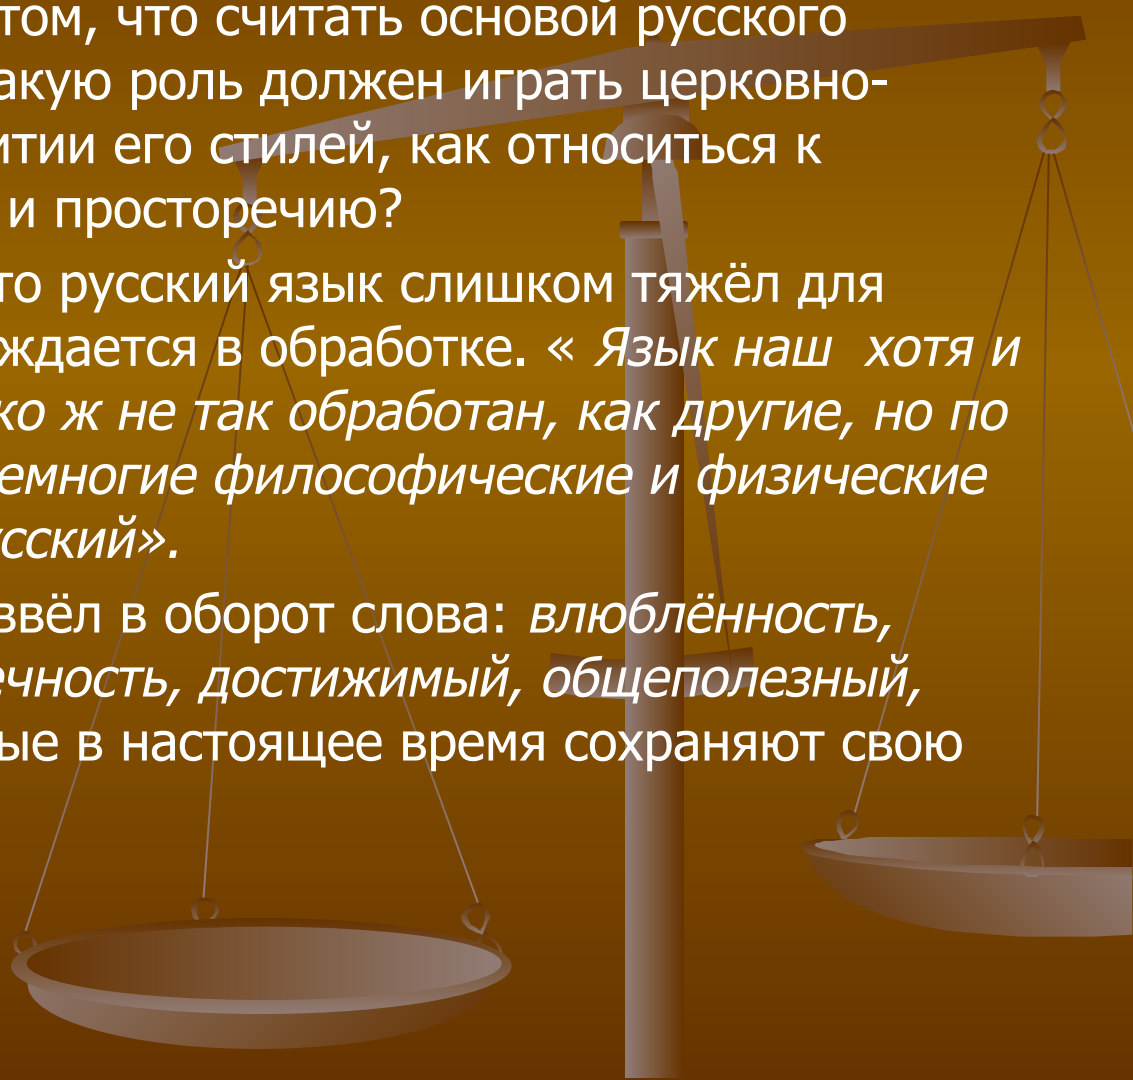 том, что считать основой русского
акую роль должен играть церковно-
итии его стилей, как относиться к
и просторечию?
то русский язык слишком тяжёл для
ждается в обработке. « Язык наш  хотя и
ко ж не так обработан, как другие, но по
емногие философические и физические
сский».
ввёл в оборот слова: влюблённость,
ечность, достижимый, общеполезный,
ые в настоящее время сохраняют свою